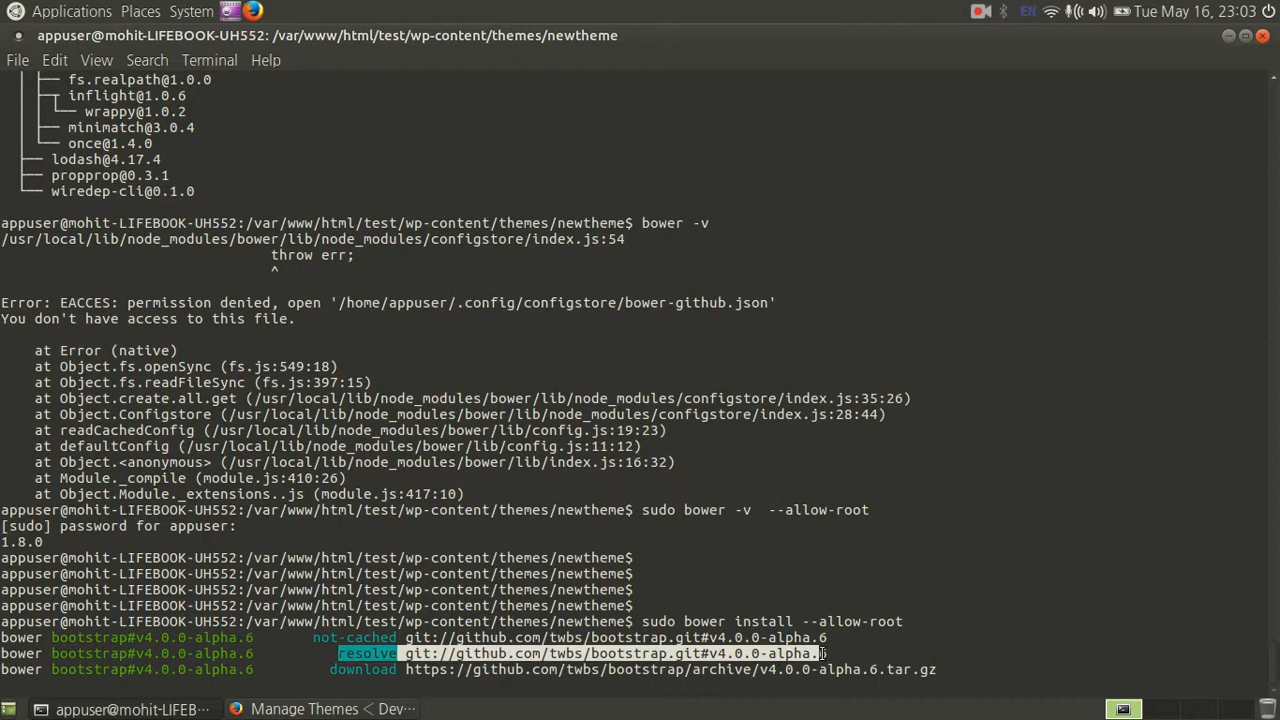 Applications Places System EN Tue May 16, 23:03
appuser@mohit-LIFEBOOK-UH552: /var/www/html/test/wp-content/themes/newtheme
File Edit View Search Terminal Help
│ ├── fs.realpath@1.0.0
│ ├─┬ inflight@1.0.6
│ │ └── wrappy@1.0.2
│ ├── minimatch@3.0.4
│ └── once@1.4.0
├── lodash@4.17.4
├── propprop@0.3.1
└── wiredep-cli@0.1.0
appuser@mohit-LIFEBOOK-UH552:/var/www/html/test/wp-content/themes/newtheme$ bower -v
/usr/local/lib/node_modules/bower/lib/node_modules/configstore/index.js:54
throw err;
^
Error: EACCES: permission denied, open '/home/appuser/.config/configstore/bower-github.json'
You don't have access to this file.
at Error (native)
at Object.fs.openSync (fs.js:549:18)
at Object.fs.readFileSync (fs.js:397:15)
at Object.create.all.get (/usr/local/lib/node_modules/bower/lib/node_modules/configstore/index.js:35:26)
at Object.Configstore (/usr/local/lib/node_modules/bower/lib/node_modules/configstore/index.js:28:44)
at readCachedConfig (/usr/local/lib/node_modules/bower/lib/config.js:19:23)
at defaultConfig (/usr/local/lib/node_modules/bower/lib/config.js:11:12)
at Object.<anonymous> (/usr/local/lib/node_modules/bower/lib/index.js:16:32)
at Module._compile (module.js:410:26)
at Object.Module._extensions..js (module.js:417:10)
appuser@mohit-LIFEBOOK-UH552:/var/www/html/test/wp-content/themes/newtheme$ sudo bower -v  --allow-root
[sudo] password for appuser:
1.8.0
appuser@mohit-LIFEBOOK-UH552:/var/www/html/test/wp-content/themes/newtheme$
appuser@mohit-LIFEBOOK-UH552:/var/www/html/test/wp-content/themes/newtheme$
appuser@mohit-LIFEBOOK-UH552:/var/www/html/test/wp-content/themes/newtheme$
appuser@mohit-LIFEBOOK-UH552:/var/www/html/test/wp-content/themes/newtheme$
appuser@mohit-LIFEBOOK-UH552:/var/www/html/test/wp-content/themes/newtheme$ sudo bower install --allow-root
bower bootstrap#v4.0.0-alpha.6 not-cached git://github.com/twbs/bootstrap.git#v4.0.0-alpha.6
bower bootstrap#v4.0.0-alpha.6 resolve git://github.com/twbs/bootstrap.git#v4.0.0-alpha.6
bower bootstrap#v4.0.0-alpha.6 download https://github.com/twbs/bootstrap/archive/v4.0.0-alpha.6.tar.gz
appuser@mohit-LIFEB··· Manage Themes < Dev···